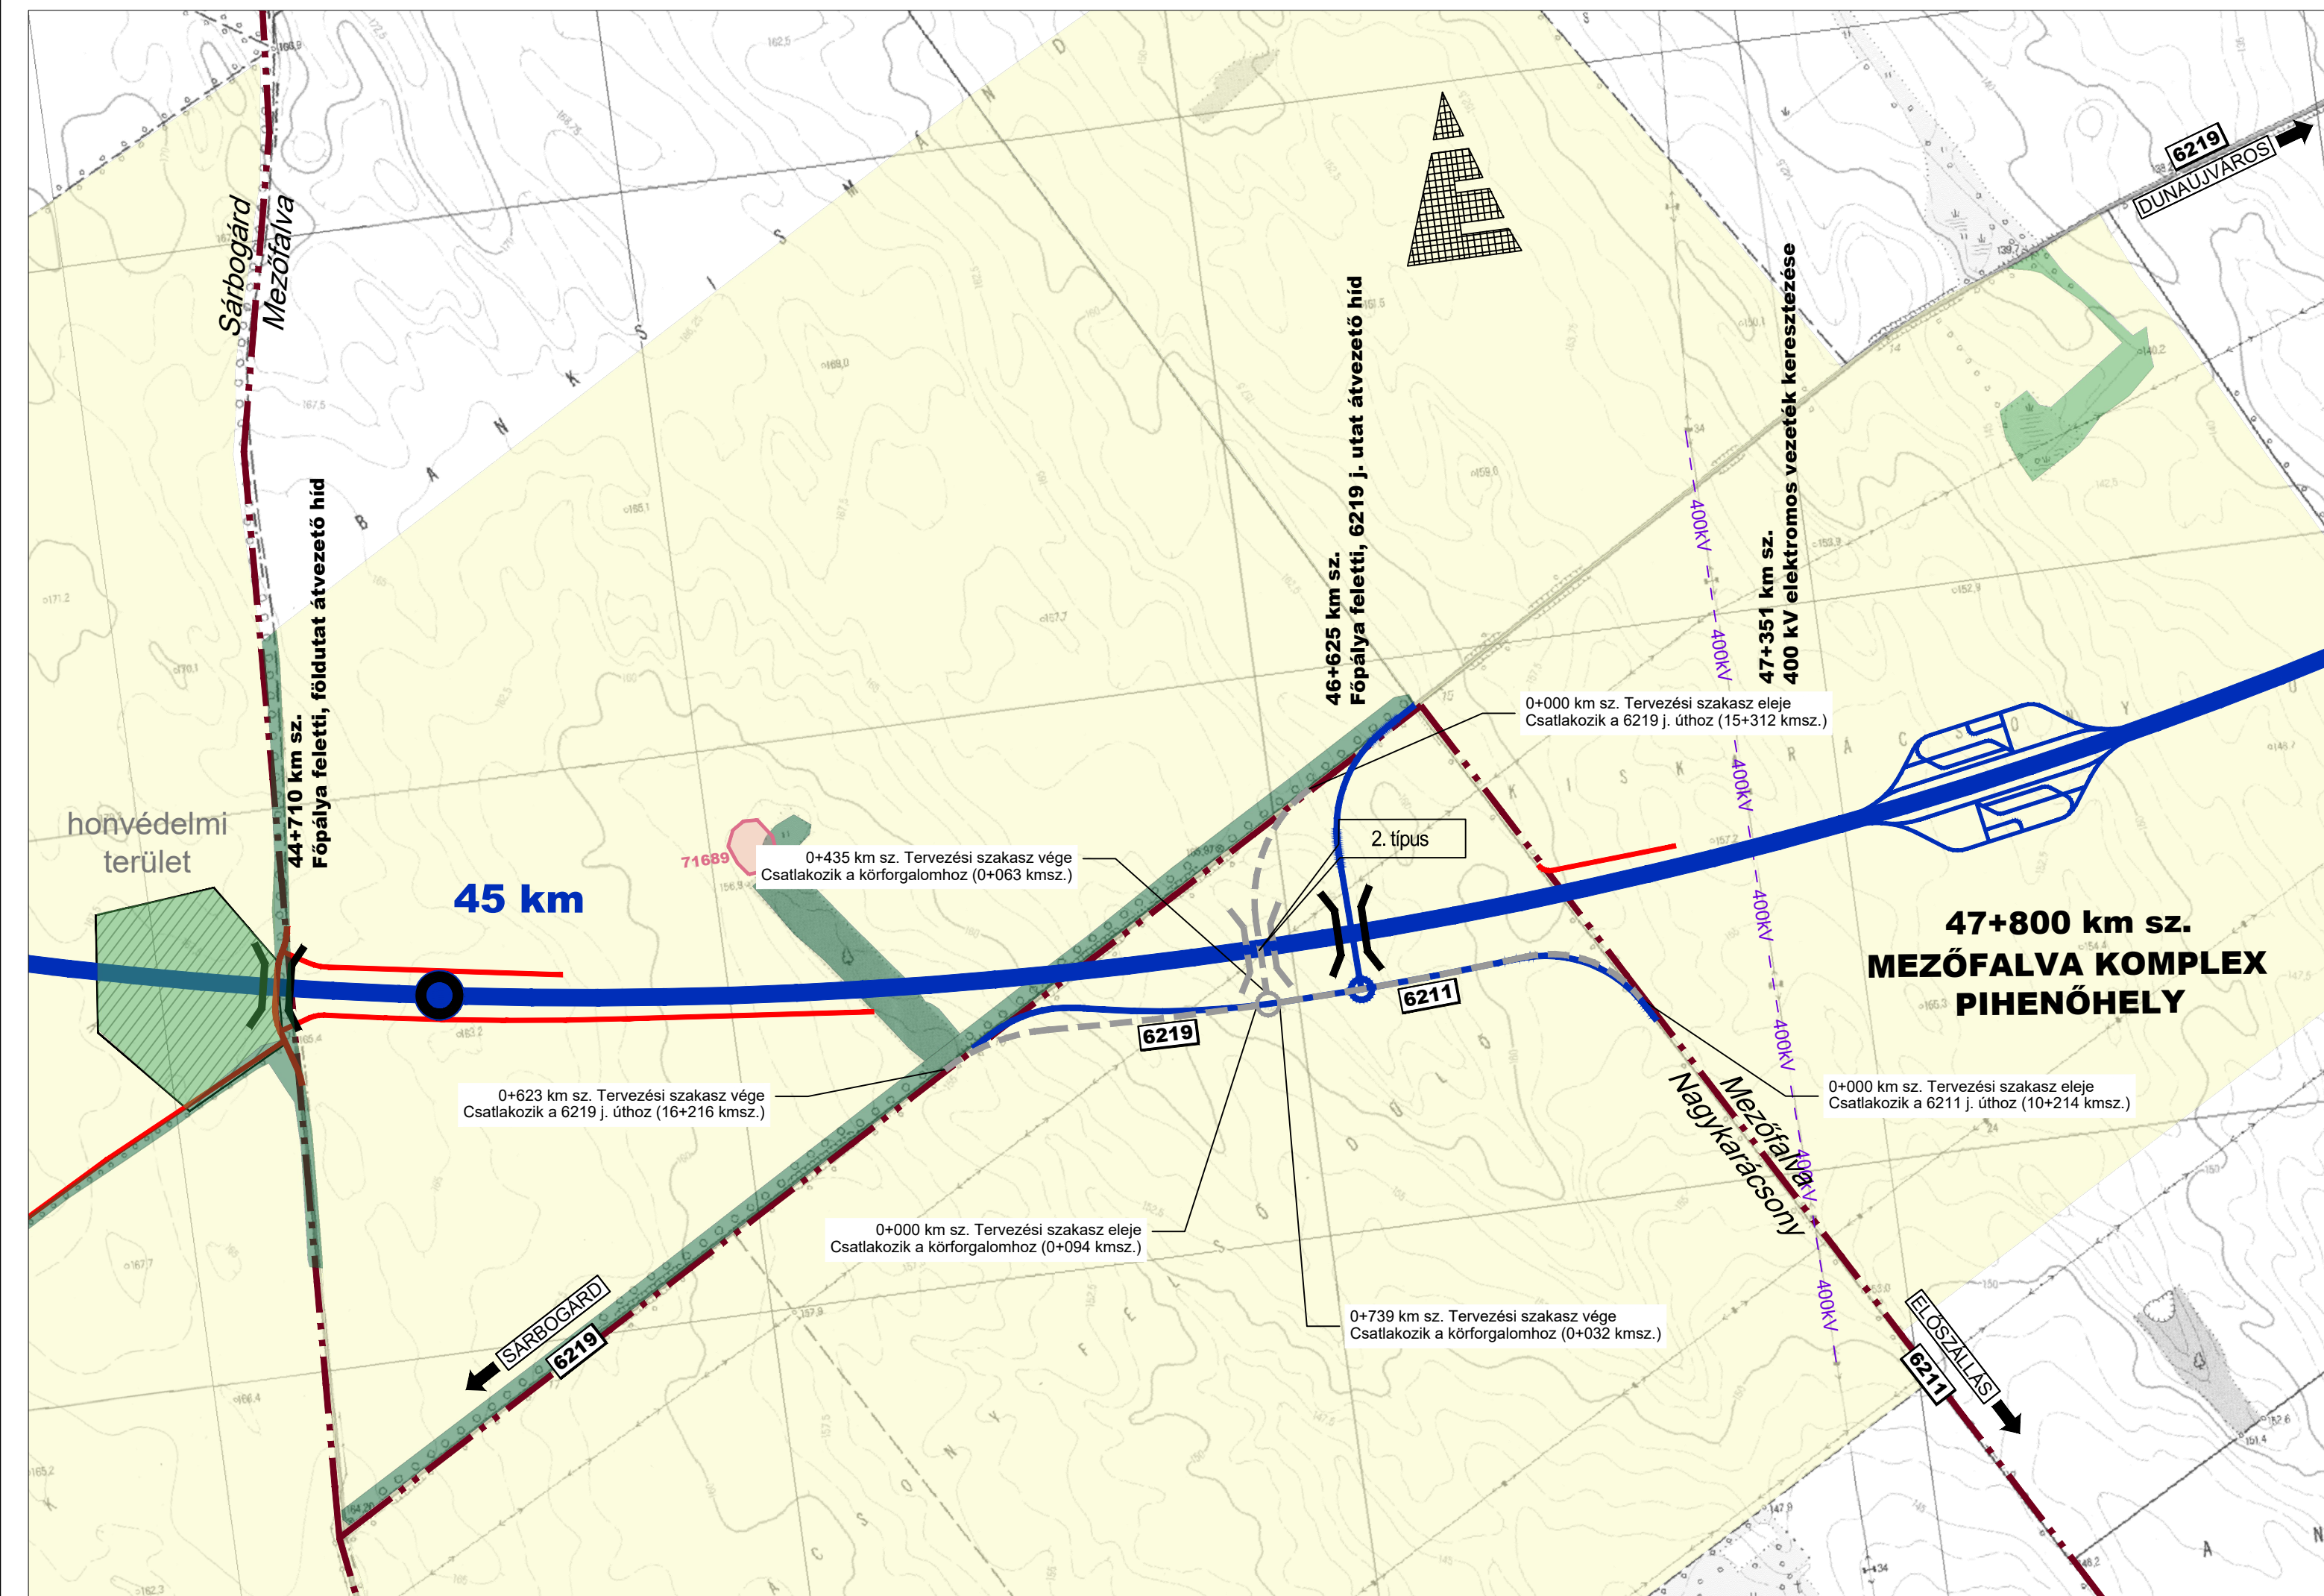 Sárbogárd
Mezőfalva
6219
DUNAÚJVÁROS
44+710 km sz.
Főpálya feletti, földutat átvezető híd
46+625 km sz.
Főpálya feletti, 6219 j. utat átvezető híd
47+351 km sz.
400 kV elektromos vezeték keresztezése
400kV
400kV
400kV
400kV
400kV
400kV
400kV
honvédelmi
terület
45 km
71689
0+000 km sz. Tervezési szakasz eleje
Csatlakozik a 6219 j. úthoz (15+312 kmsz.)
2. típus
0+435 km sz. Tervezési szakasz vége
Csatlakozik a körforgalomhoz (0+063 kmsz.)
47+800 km sz.
MEZŐFALVA KOMPLEX
PIHENŐHELY
6211
6219
0+623 km sz. Tervezési szakasz vége
Csatlakozik a 6219 j. úthoz (16+216 kmsz.)
0+000 km sz. Tervezési szakasz eleje
Csatlakozik a 6211 j. úthoz (10+214 kmsz.)
Mezőfalva
Nagykarácsony
0+000 km sz. Tervezési szakasz eleje
Csatlakozik a körforgalomhoz (0+094 kmsz.)
0+739 km sz. Tervezési szakasz vége
Csatlakozik a körforgalomhoz (0+032 kmsz.)
SÁRBOGÁRD
6219
ELŐSZÁLLÁS
6211